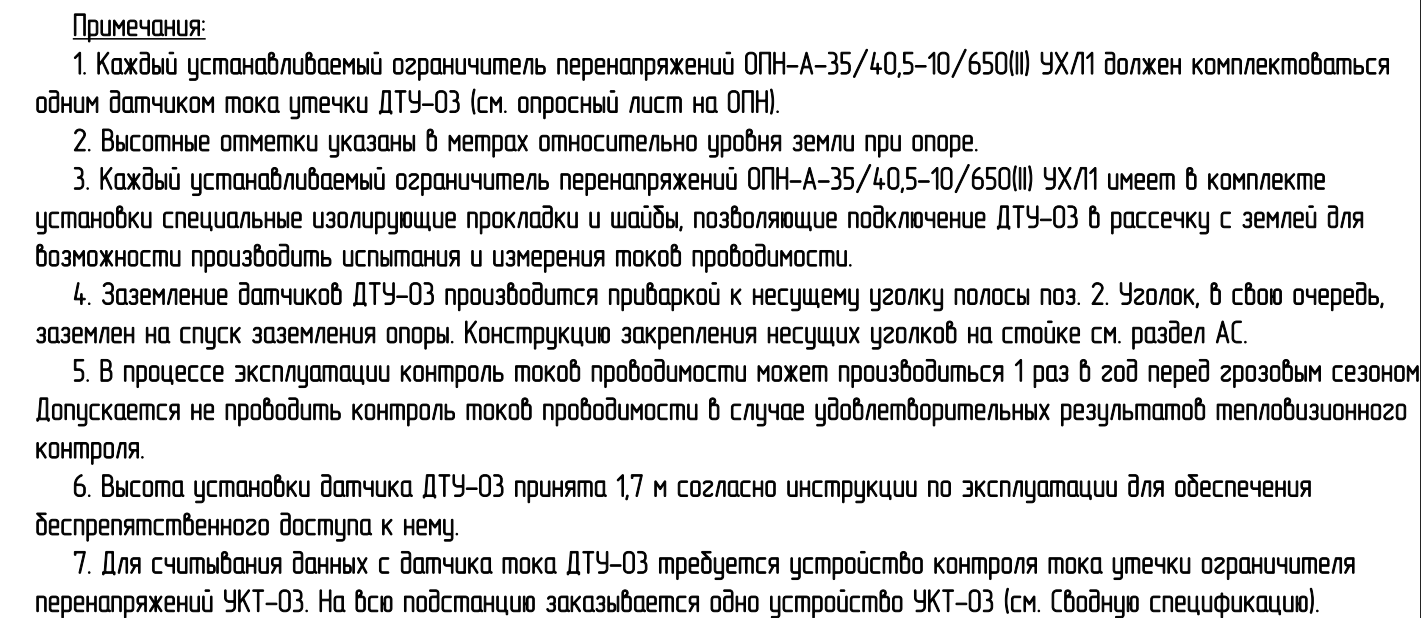 Примечания:
1. Каждый устанавливаемый ограничитель перенапряжений ОПН-А-35/40,5-10/650(II) УХЛ1 должен комплектоваться
одним датчиком тока утечки ДТУ-03 (см. опросный лист на ОПН).
2. Высотные отметки указаны в метрах относительно уровня земли при опоре.
3. Каждый устанавливаемый ограничитель перенапряжений ОПН-А-35/40,5-10/650(II) УХЛ1 имеет в комплекте
установки специальные изолирующие прокладки и шайбы, позволяющие подключение ДТУ-03 в рассечку с землей для
возможности производить испытания и измерения токов проводимости.
4. Заземление датчиков ДТУ-03 производится приваркой к несущему уголку полосы поз. 2. Уголок, в свою очередь,
заземлен на спуск заземления опоры. Конструкцию закрепления несущих уголков на стойке см. раздел АС.
5. В процессе эксплуатации контроль токов проводимости может производиться 1 раз в год перед грозовым сезоном
Допускается не проводить контроль токов проводимости в случае удовлетворительных результатов тепловизионного
контроля.
6. Высота установки датчика ДТУ-03 принята 1,7 м согласно инструкции по эксплуатации для обеспечения
беспрепятственного доступа к нему.
7. Для считывания данных с датчика тока ДТУ-03 требуется устройство контроля тока утечки ограничителя
перенапряжений УКТ-03. На всю подстанцию заказывается одно устройство УКТ-03 (см. Сводную спецификацию).